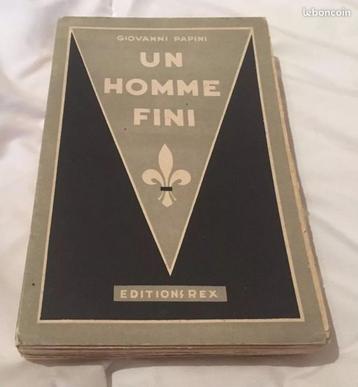 leboncoin
GIOVANNI PAPINI
UN
HOMME
FINI
EDITIONS REX